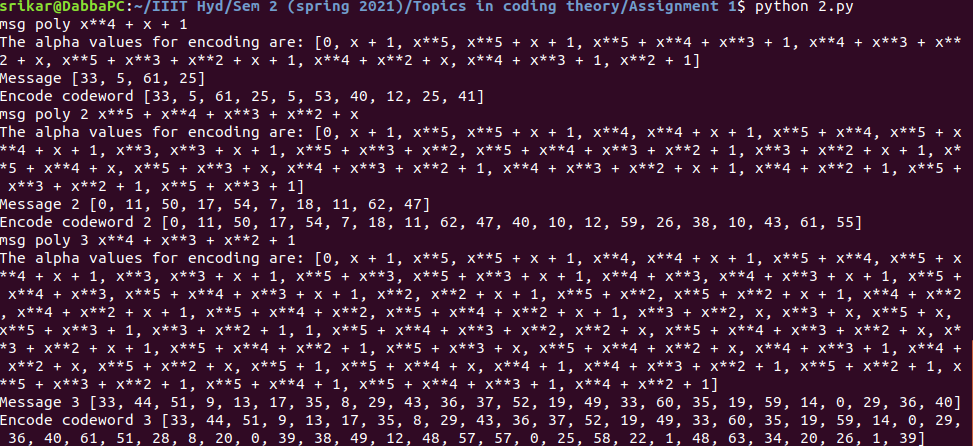 srikar@DabbaPC:~/IIIT Hyd/Sem 2 (spring 2021)/Topics in coding theory/Assignment 1$ python 2.py
msg poly x**4 + x + 1
The alpha values for encoding are: [0, x + 1, x**5, x**5 + x + 1, x**5 + x**4 + x**3 + 1, x**4 + x**3 + x**
2 + x, x**5 + x**3 + x**2 + x + 1, x**4 + x**2 + x, x**4 + x**3 + 1, x**2 + 1]
Message [33, 5, 61, 25]
Encode codeword [33, 5, 61, 25, 5, 53, 40, 12, 25, 41]
msg poly 2 x**5 + x**4 + x**3 + x**2 + x
The alpha values for encoding are: [0, x + 1, x**5, x**5 + x + 1, x**4, x**4 + x + 1, x**5 + x**4, x**5 + x
**4 + x + 1, x**3, x**3 + x + 1, x**5 + x**3 + x**2, x**5 + x**4 + x**3 + x**2 + 1, x**3 + x**2 + x + 1, x*
*5 + x**4 + x, x**5 + x**3 + x, x**4 + x**3 + x**2 + 1, x**4 + x**3 + x**2 + x + 1, x**4 + x**2 + 1, x**5 +
 x**3 + x**2 + 1, x**5 + x**3 + 1]
Message 2 [0, 11, 50, 17, 54, 7, 18, 11, 62, 47]
Encode codeword 2 [0, 11, 50, 17, 54, 7, 18, 11, 62, 47, 40, 10, 12, 59, 26, 38, 10, 43, 61, 55]
msg poly 3 x**4 + x**3 + x**2 + 1
The alpha values for encoding are: [0, x + 1, x**5, x**5 + x + 1, x**4, x**4 + x + 1, x**5 + x**4, x**5 + x
**4 + x + 1, x**3, x**3 + x + 1, x**5 + x**3, x**5 + x**3 + x + 1, x**4 + x**3, x**4 + x**3 + x + 1, x**5 +
 x**4 + x**3, x**5 + x**4 + x**3 + x + 1, x**2, x**2 + x + 1, x**5 + x**2, x**5 + x**2 + x + 1, x**4 + x**2
, x**4 + x**2 + x + 1, x**5 + x**4 + x**2, x**5 + x**4 + x**2 + x + 1, x**3 + x**2, x, x**3 + x, x**5 + x, 
x**5 + x**3 + 1, x**3 + x**2 + 1, 1, x**5 + x**4 + x**3 + x**2, x**2 + x, x**5 + x**4 + x**3 + x**2 + x, x*
*3 + x**2 + x + 1, x**5 + x**4 + x**2 + 1, x**5 + x**3 + x, x**5 + x**4 + x**2 + x, x**4 + x**3 + 1, x**4 +
 x**2 + x, x**5 + x**2 + x, x**5 + 1, x**5 + x**4 + x, x**4 + 1, x**4 + x**3 + x**2 + 1, x**5 + x**2 + 1, x
**5 + x**3 + x**2 + 1, x**5 + x**4 + 1, x**5 + x**4 + x**3 + 1, x**4 + x**2 + 1]
Message 3 [33, 44, 51, 9, 13, 17, 35, 8, 29, 43, 36, 37, 52, 19, 49, 33, 60, 35, 19, 59, 14, 0, 29, 36, 40]
Encode codeword 3 [33, 44, 51, 9, 13, 17, 35, 8, 29, 43, 36, 37, 52, 19, 49, 33, 60, 35, 19, 59, 14, 0, 29,
 36, 40, 61, 51, 28, 8, 20, 0, 39, 38, 49, 12, 48, 57, 57, 0, 25, 58, 22, 1, 48, 63, 34, 20, 26, 1, 39]